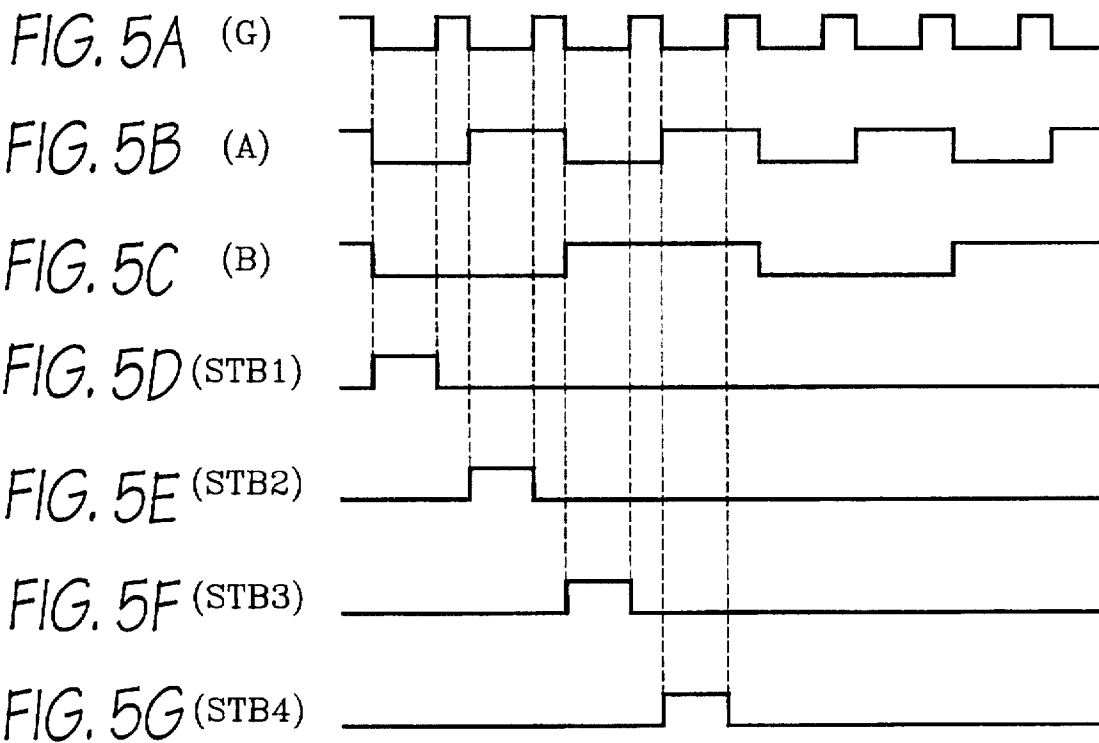 FIG. 5A (G)
FIG. 5B (A)
FIG. 5C (B)
FIG. 5D (STB1)
FIG. 5E (STB2)
FIG. 5F (STB3)
FIG. 5G (STB4)